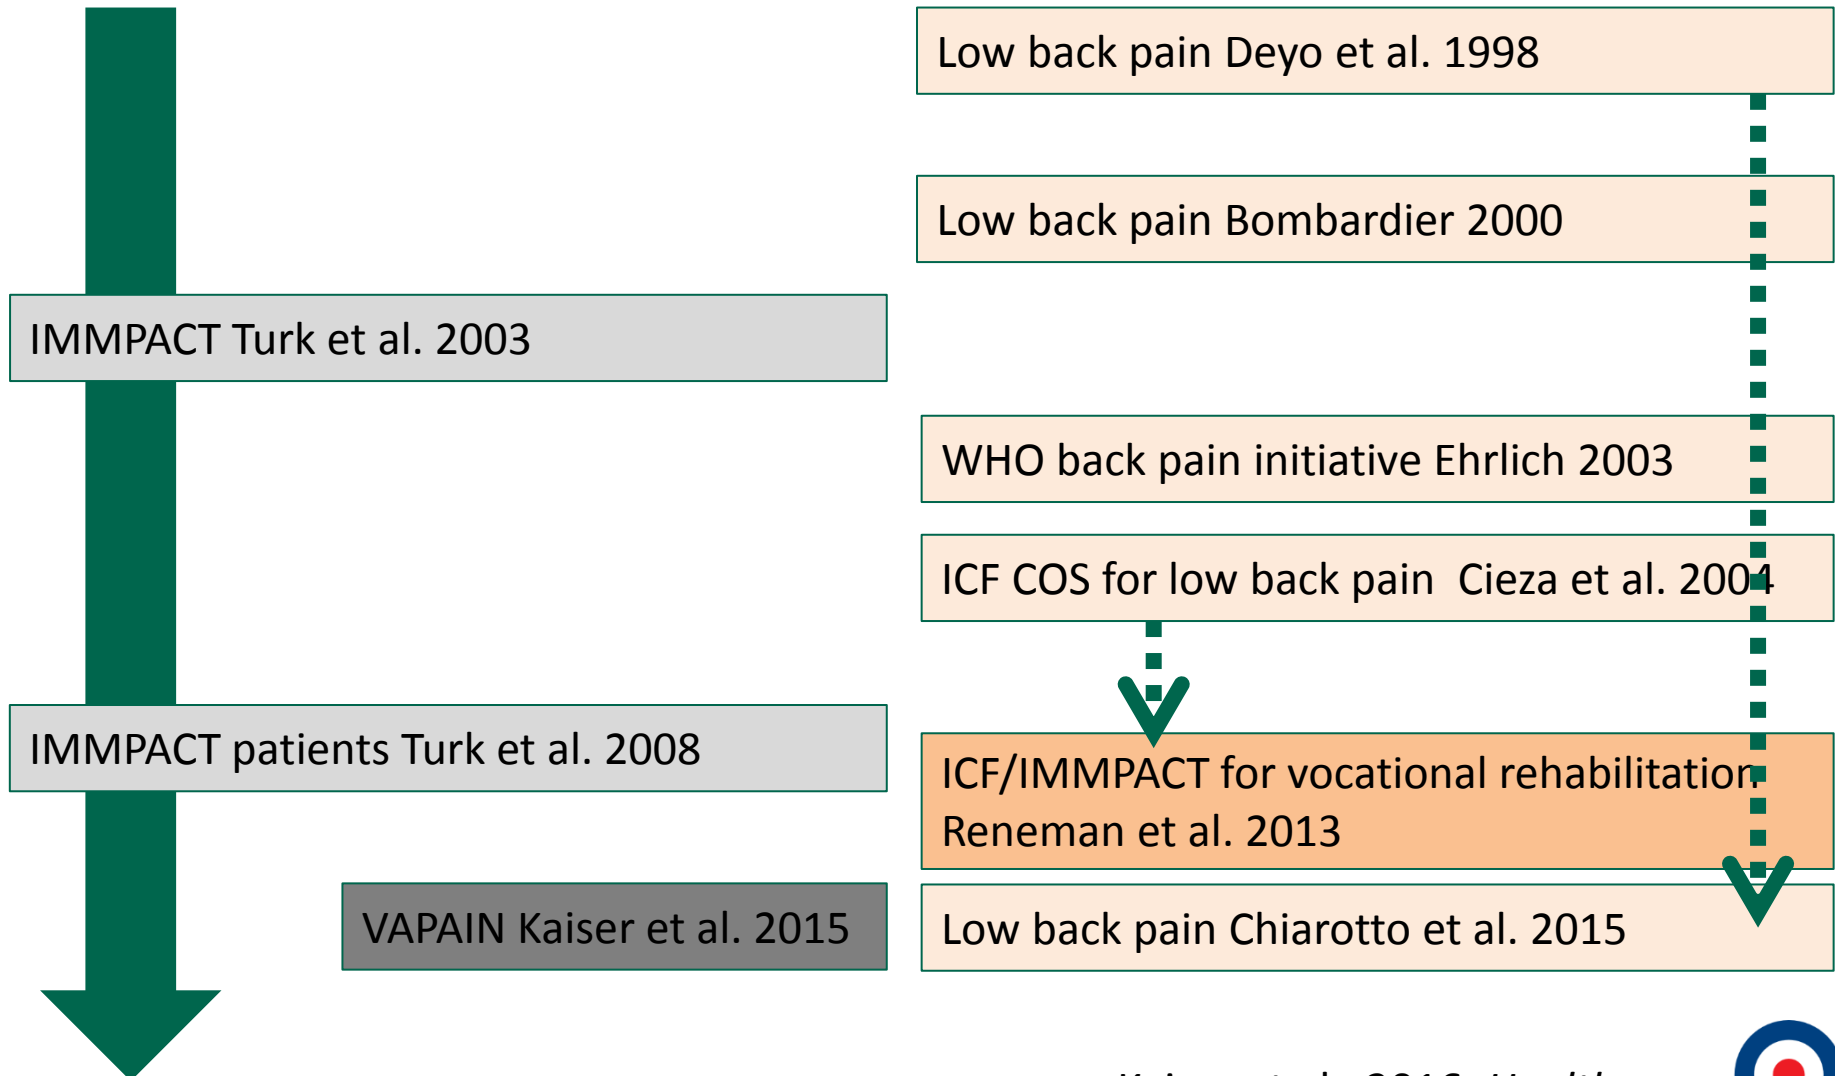 Low back pain Deyo et al. 1998
Low back pain Bombardier 2000
IMMPACT Turk et al. 2003
WHO back pain initiative Ehrlich 2003
ICF COS for low back pain  Cieza et al. 2004
IMMPACT patients Turk et al. 2008
ICF/IMMPACT for vocational rehabilitation
Reneman et al. 2013
VAPAIN Kaiser et al. 2015
Low back pain Chiarotto et al. 2015